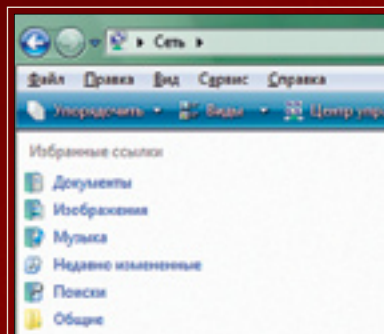 Сеть
Файл Правка Вид Сервис Справка
Упорядочить Виды Центр упр
Избранные ссылки
Документы
Изображения
Музыка
Недавно измененные
Поиски
Общие